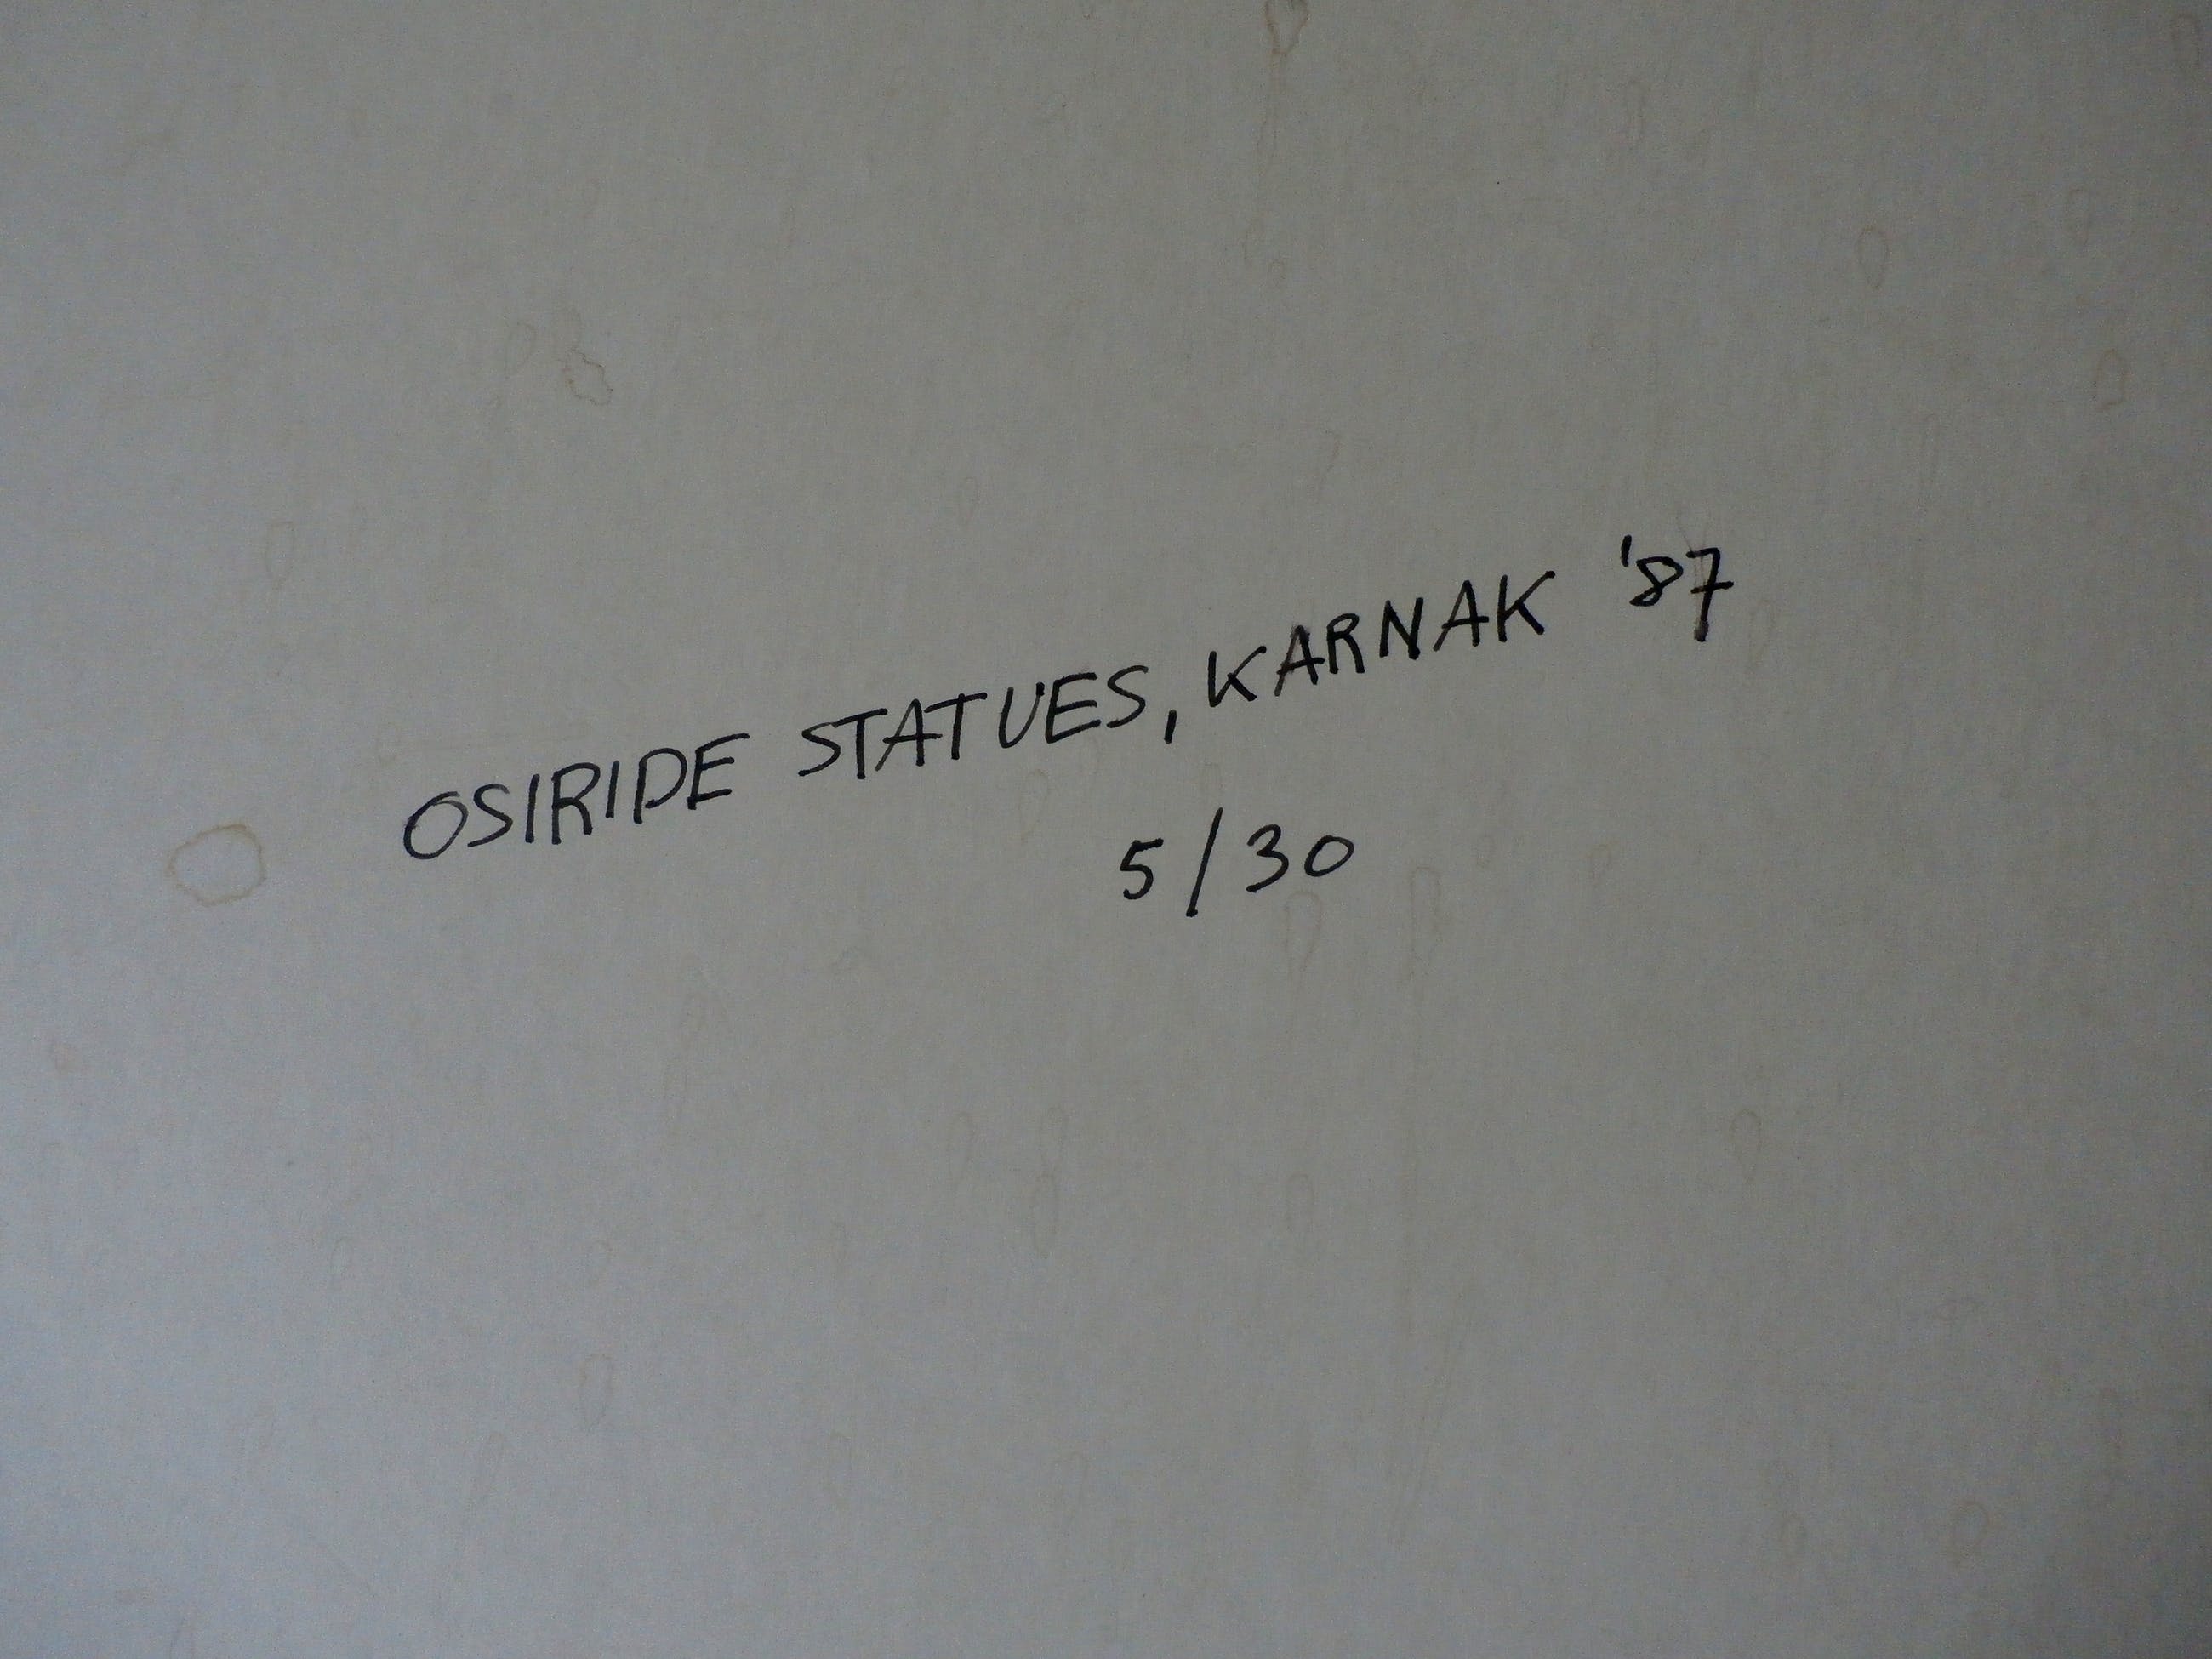 OSIRIDE STATUES, KARNAK '87
5/30